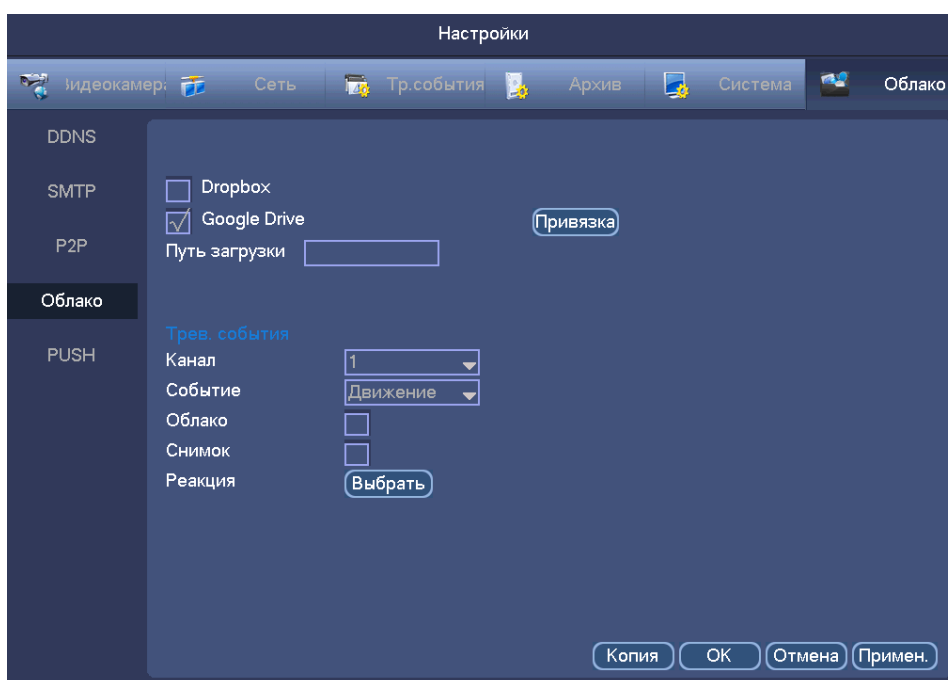 Настройки
Сеть Тр.события Архив Система Облако
DDNS
SMTP
P2P
Облако
PUSH
Dropbox
Google Drive Привязка
Путь загрузки
Трев. события
Канал 1
Событие Движение
Облако
Снимок
Реакция Выбрать
Копия OK Отмена Примен.